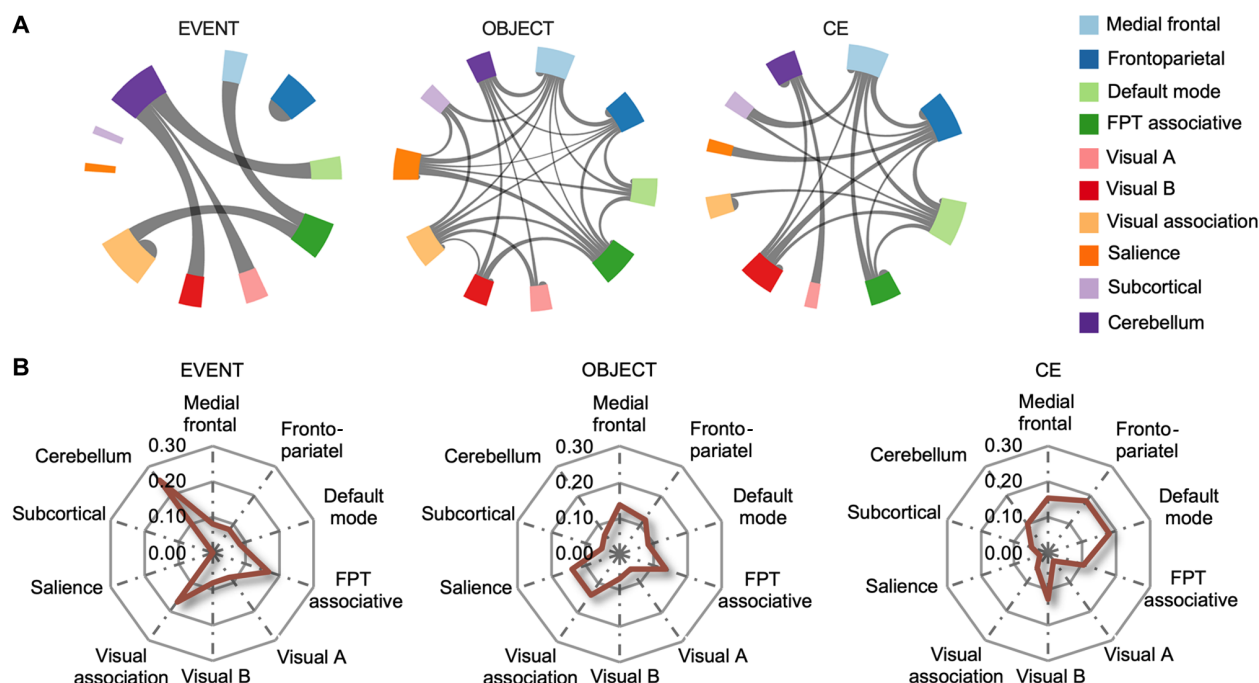 A
EVENT
OBJECT
CE
Medial frontal
Frontoparietal
Default mode
FPT associative
Visual A
Visual B
Visual association
Salience
Subcortical
Cerebellum
B
EVENT
Medial
frontal
Fronto-
pariatel
Default
mode
FPT
associative
Visual A
Visual B
Visual
association
Salience
Subcortical
Cerebellum
0.30
0.20
0.10
0.00
OBJECT
Medial
frontal
Fronto-
pariatel
Default
mode
FPT
associative
Visual A
Visual B
Visual
association
Salience
Subcortical
Cerebellum
0.30
0.20
0.10
0.00
CE
Medial
frontal
Fronto-
pariatel
Default
mode
FPT
associative
Visual A
Visual B
Visual
association
Salience
Subcortical
Cerebellum
0.30
0.20
0.10
0.00